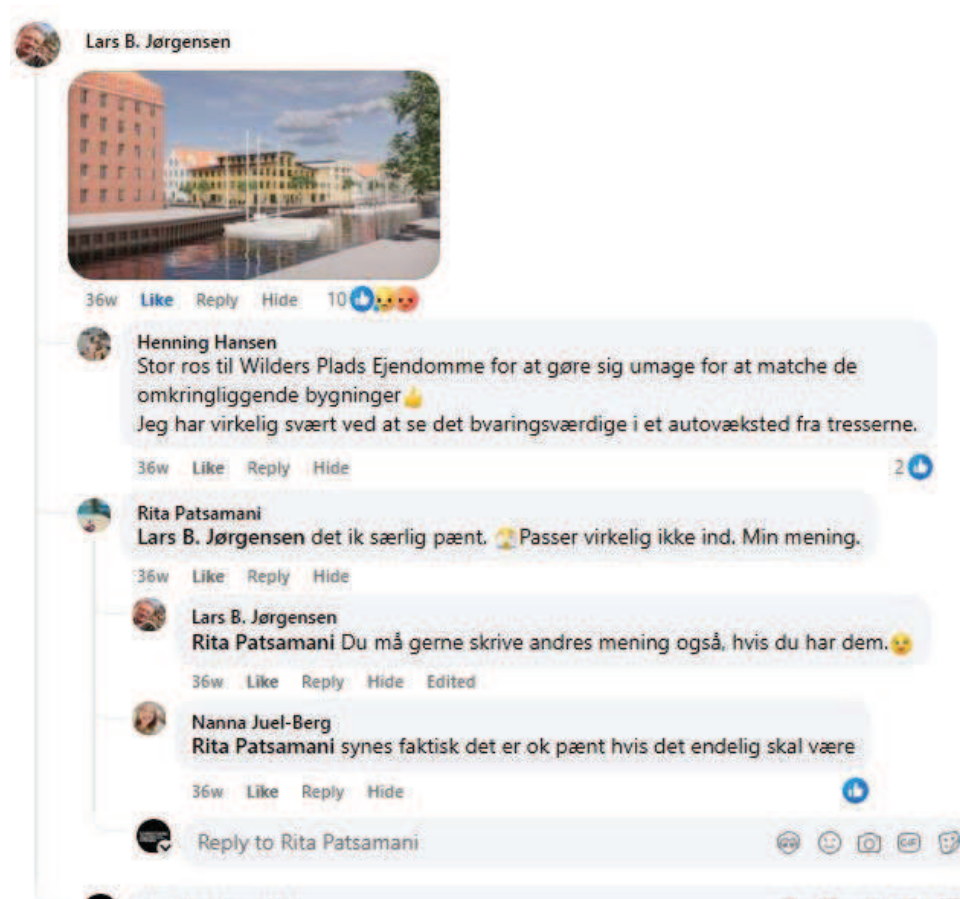 Lars B. Jørgensen
36w Like Reply Hide 10
Henning Hansen
Stor ros til Wilders Plads Ejendomme for at gøre sig umage for at matche de
omkringliggende bygninger👍
Jeg har virkelig svært ved at se det bvaringsværdige i et autovæksted fra tresserne.
36w Like Reply Hide 2
Rita Patsamani
Lars B. Jørgensen det ik særlig pænt. Passer virkelig ikke ind. Min mening.
36w Like Reply Hide
Lars B. Jørgensen
Rita Patsamani Du må gerne skrive andres mening også, hvis du har dem.
36w Like Reply Hide Edited
Nanna Juel-Berg
Rita Patsamani synes faktisk det er ok pænt hvis det endelig skal være
36w Like Reply Hide
Reply to Rita Patsamani
GIF